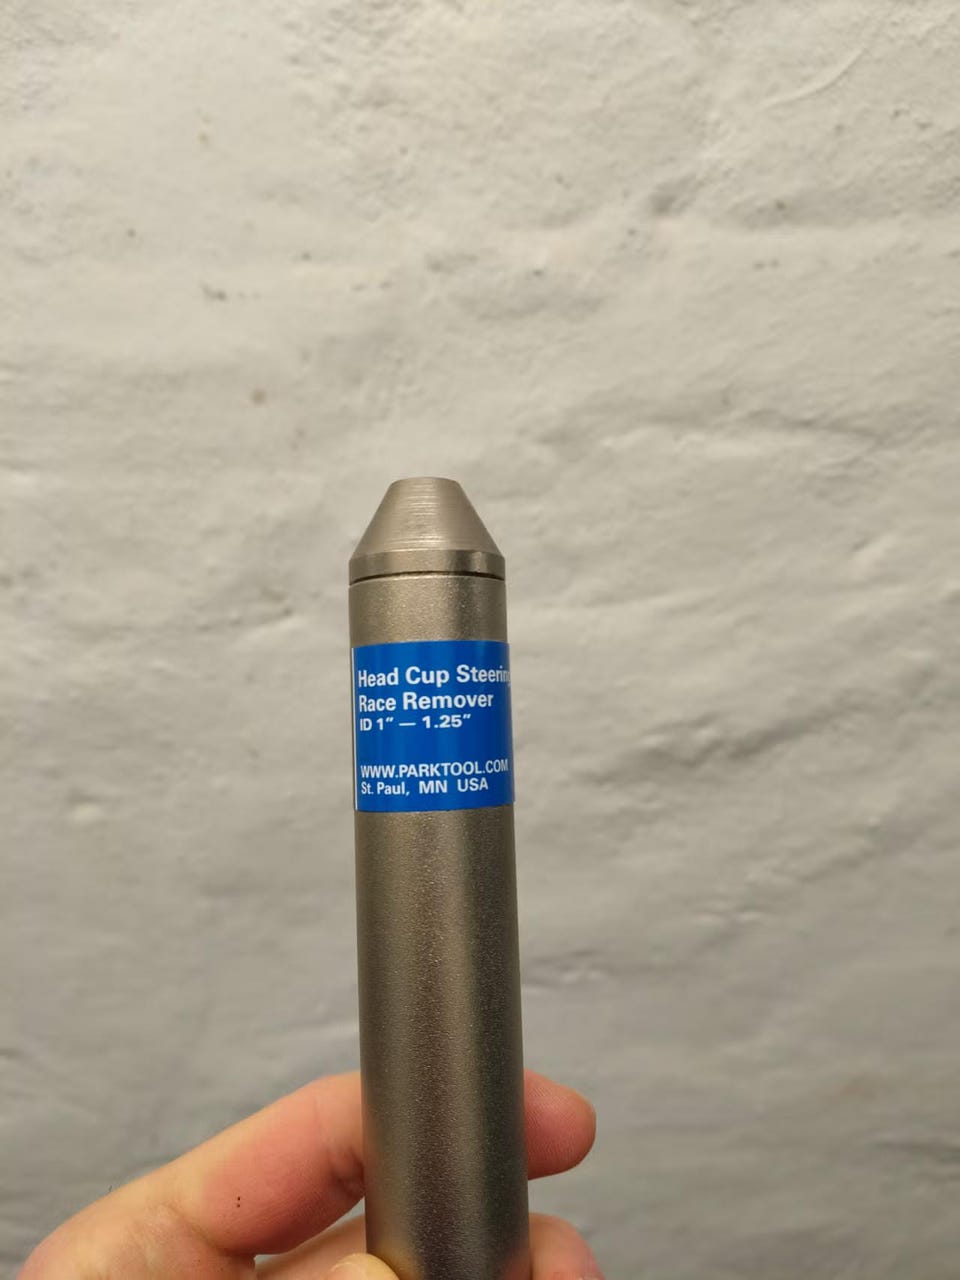 Head Cup Steering
Race Remover
ID 1” — 1.25”
WWW.PARKTOOL.COM
St. Paul, MN USA